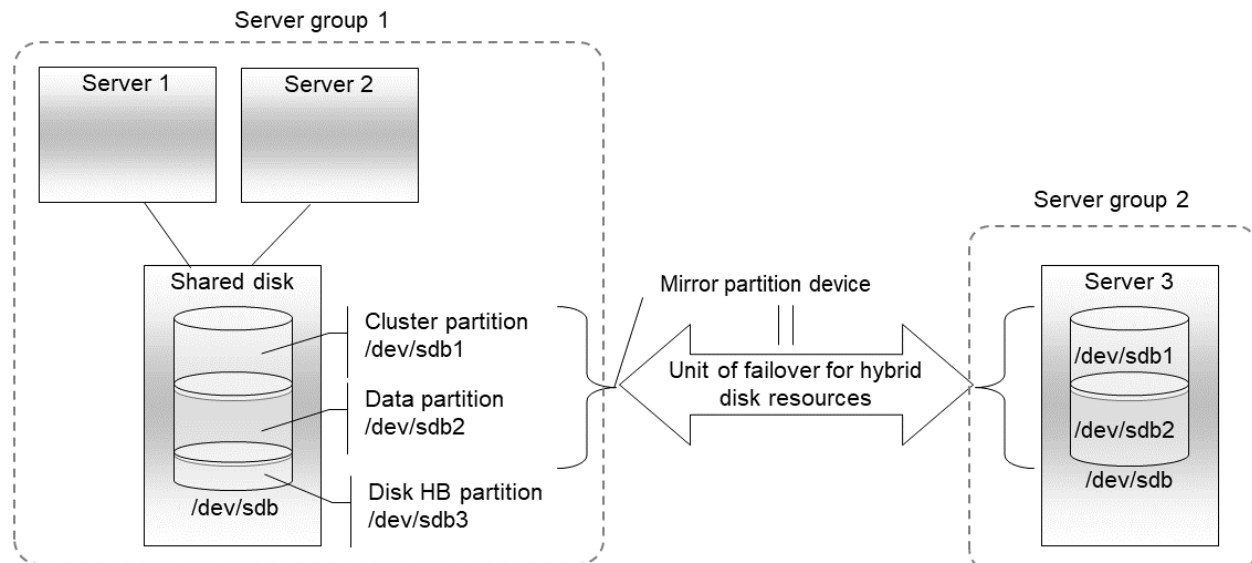 Server group 1
Server 1
Server 2
Shared disk
Cluster partition
/dev/sdb1
Data partition
/dev/sdb2
Disk HB partition
/dev/sdb3
/dev/sdb
Mirror partition device
Unit of failover for hybrid
disk resources
Server group 2
Server 3
/dev/sdb1
/dev/sdb2
/dev/sdb